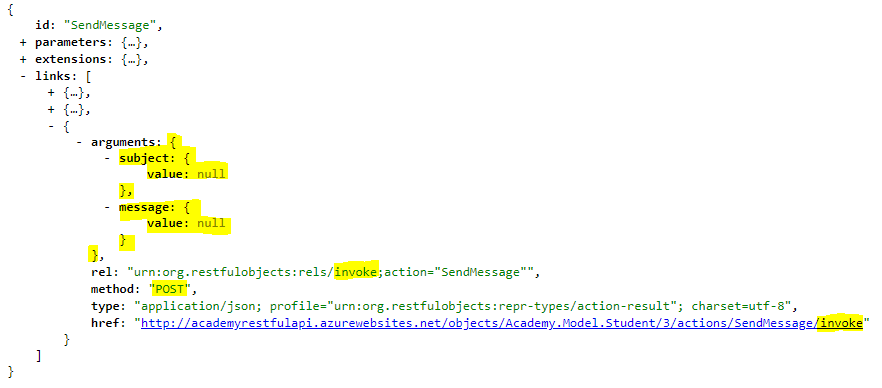 {
id: "SendMessage",
+ parameters: {…},
+ extensions: {…},
- links: [
+ {…},
+ {…},
- {
- arguments: {
- subject: {
value: null
},
- message: {
value: null
}
},
rel: "urn:org.restfulobjects:rels/invoke;action="SendMessage"",
method: "POST",
type: "application/json; profile="urn:org.restfulobjects:repr-types/action-result"; charset=utf-8",
href: "http://academyrestfulapi.azurewebsites.net/objects/Academy.Model.Student/3/actions/SendMessage/invoke"
}
]
}